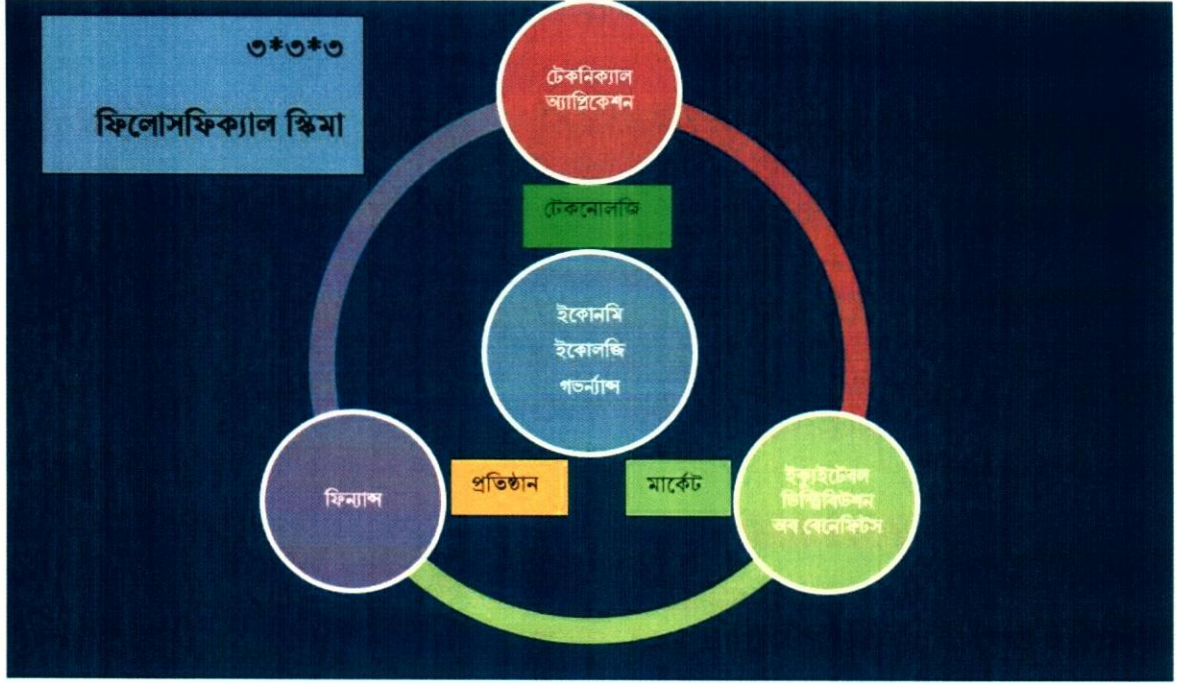 ৩*৩*৩
ফিলোসফিক্যাল স্কিমা
টেকনিক্যাল
অ্যাপ্লিকেশন
টেকনোলজি
ইকোনমি
ইকোলজি
গভর্ন্যান্স
ফিন্যান্স
প্রতিষ্ঠান
মার্কেট
ইক্যুইটেবল
ডিস্ট্রিবিউশন
অব বেনেফিটস